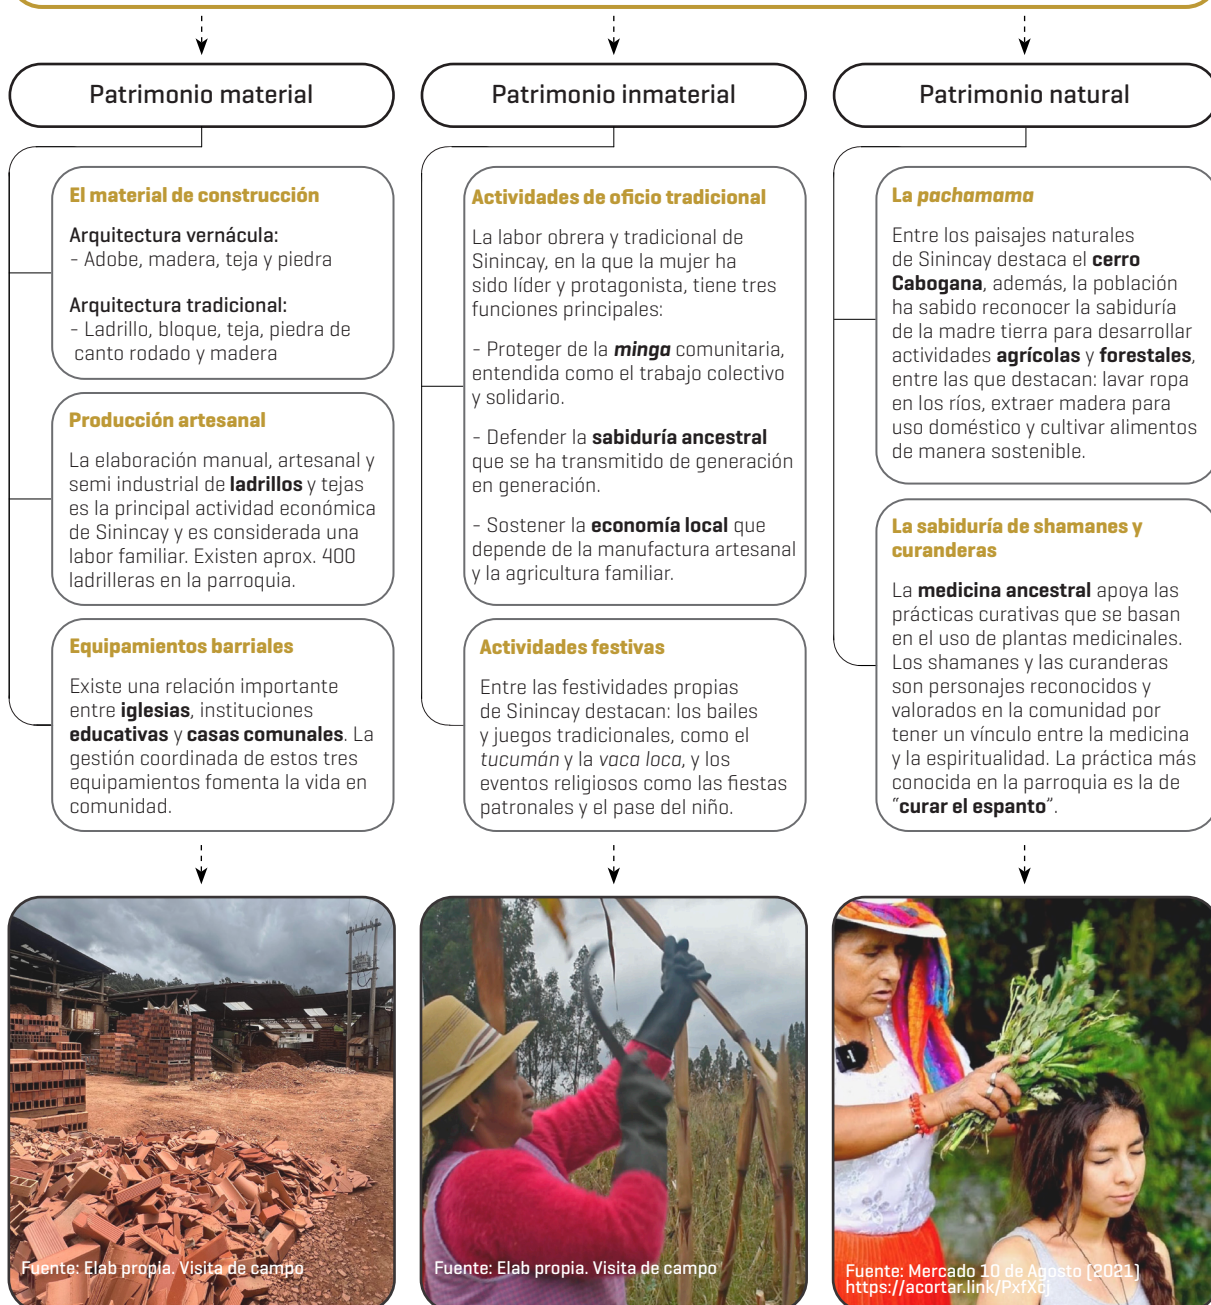 Patrimonio material
El material de construcción
Arquitectura vernácula:
- Adobe, madera, teja y piedra
Arquitectura tradicional:
- Ladrillo, bloque, teja, piedra de
canto rodado y madera
Producción artesanal
La elaboración manual, artesanal y
semi industrial de ladrillos y tejas
es la principal actividad económica
de Sinincay y es considerada una
labor familiar. Existen aprox. 400
ladrilleras en la parroquia.
Equipamientos barriales
Existe una relación importante
entre iglesias, instituciones
educativas y casas comunales. La
gestión coordinada de estos tres
equipamientos fomenta la vida en
comunidad.
Fuente: Elab propia. Visita de campo
Patrimonio inmaterial
Actividades de oficio tradicional
La labor obrera y tradicional de
Sinincay, en la que la mujer ha
sido líder y protagonista, tiene tres
funciones principales:
- Proteger de la minga comunitaria,
entendida como el trabajo colectivo
y solidario.
- Defender la sabiduría ancestral
que se ha transmitido de generación
en generación.
- Sostener la economía local que
depende de la manufactura artesanal
y la agricultura familiar.
Actividades festivas
Entre las festividades propias
de Sinincay destacan: los bailes
y juegos tradicionales, como el
tucumán y la vaca loca, y los
eventos religiosos como las fiestas
patronales y el pase del niño.
Fuente: Elab propia. Visita de campo
Patrimonio natural
La pachamama
Entre los paisajes naturales
de Sinincay destaca el cerro
Cabogana, además, la población
ha sabido reconocer la sabiduría
de la madre tierra para desarrollar
actividades agrícolas y forestales,
entre las que destacan: lavar ropa
en los ríos, extraer madera para
uso doméstico y cultivar alimentos
de manera sostenible.
La sabiduría de shamanes y
curanderas
La medicina ancestral apoya las
prácticas curativas que se basan
en el uso de plantas medicinales.
Los shamanes y las curanderas
son personajes reconocidos y
valorados en la comunidad por
tener un vínculo entre la medicina
y la espiritualidad. La práctica más
conocida en la parroquia es la de
“curar el espanto”.
Fuente: Mercado 10 de Agosto (2021)
https://acortar.link/PxfXcj